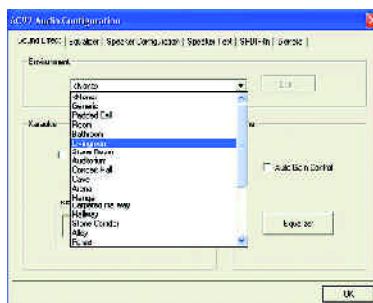 AC97 Audio Configuration
Sound Effect | Equalizer | Speaker Configuration | Speaker Test | SPDIF-In | General |
Environment
<None>
Edit
<None>
Generic
Padded Cell
Room
Bathroom
Livingroom
Stone Room
Auditorium
Concert Hall
Cave
Arena
Hangar
Carpeted Hallway
Hallway
Stone Corridor
Alley
Forest
Karaoke
Auto Gain Control
Equalizer
OK